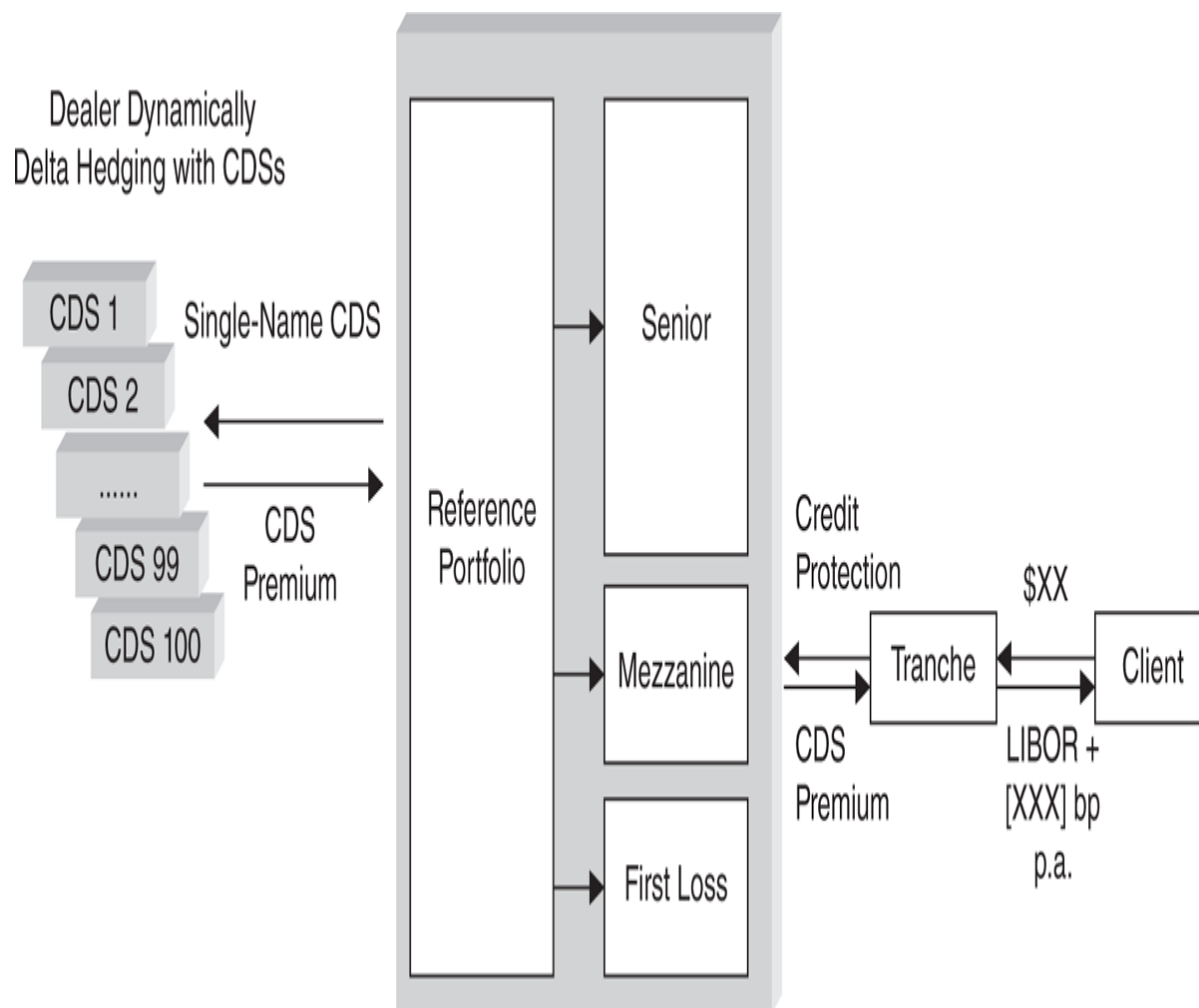 Dealer Dynamically
Delta Hedging with CDSs
CDS 1
CDS 2
......
CDS 99
CDS 100
Single-Name CDS
CDS
Premium
Reference
Portfolio
Senior
Mezzanine
First Loss
Credit
Protection
CDS
Premium
Tranche
$XX
LIBOR +
[XXX] bp
p.a.
Client